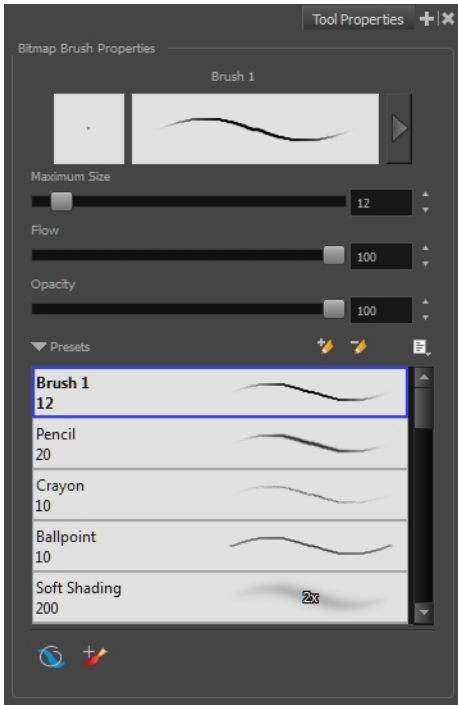 Tool Properties
Bitmap Brush Properties
Brush 1
Maximum Size
12
Flow
100
Opacity
100
Presets
Brush 1
12
Pencil
20
Crayon
10
Ballpoint
10
Soft Shading
200
2x